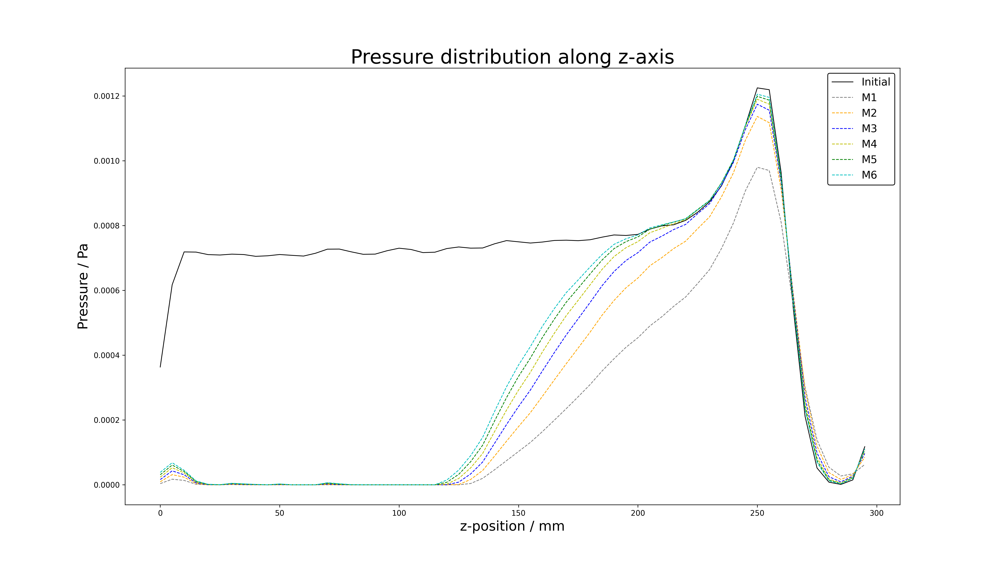 Pressure distribution along z-axis
Initial
M1
M2
M3
M4
M5
M6
Pressure / Pa
0.0012
0.0010
0.0008
0.0006
0.0004
0.0002
0.0000
0 50 100 150 200 250 300
z-position / mm